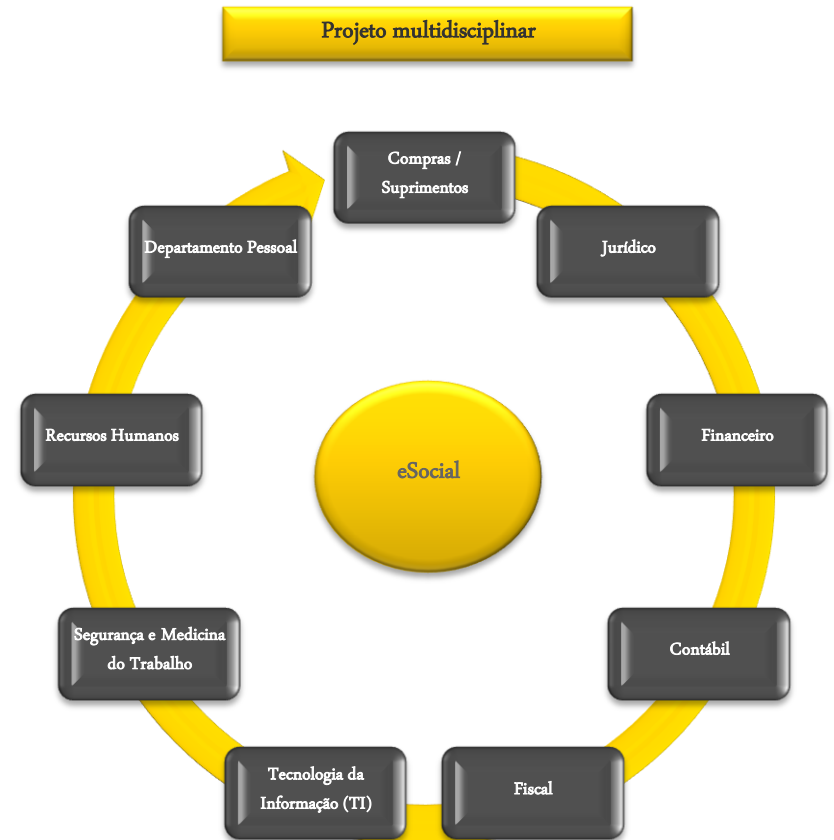 Projeto multidisciplinar
Compras /
Suprimentos
Jurídico
Financeiro
Contábil
Fiscal
Tecnologia da
Informação (TI)
Segurança e Medicina
do Trabalho
Recursos Humanos
Departamento Pessoal
eSocial